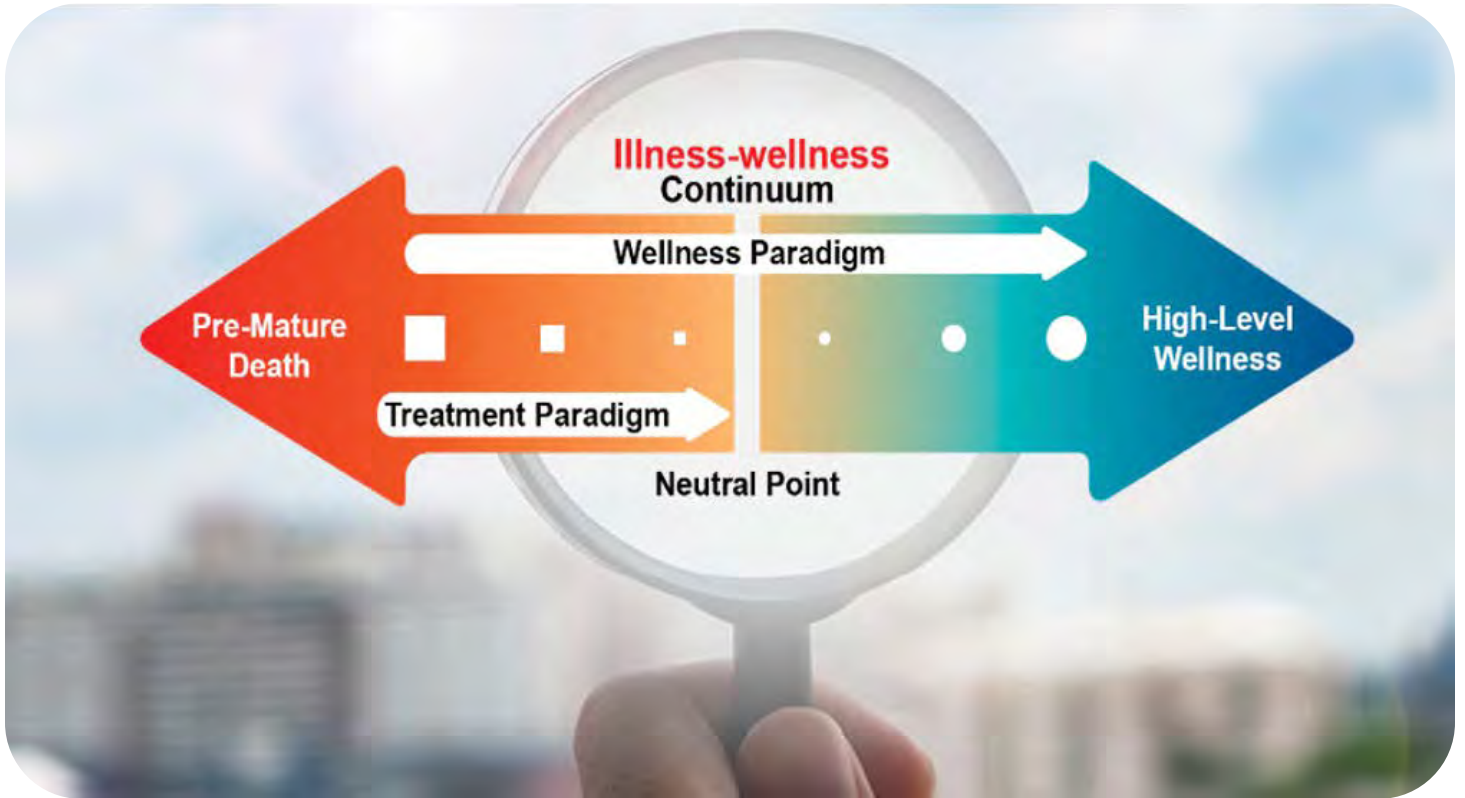 Illness-wellness
Continuum
Wellness Paradigm
Pre-Mature
Death
High-Level
Wellness
Treatment Paradigm
Neutral Point